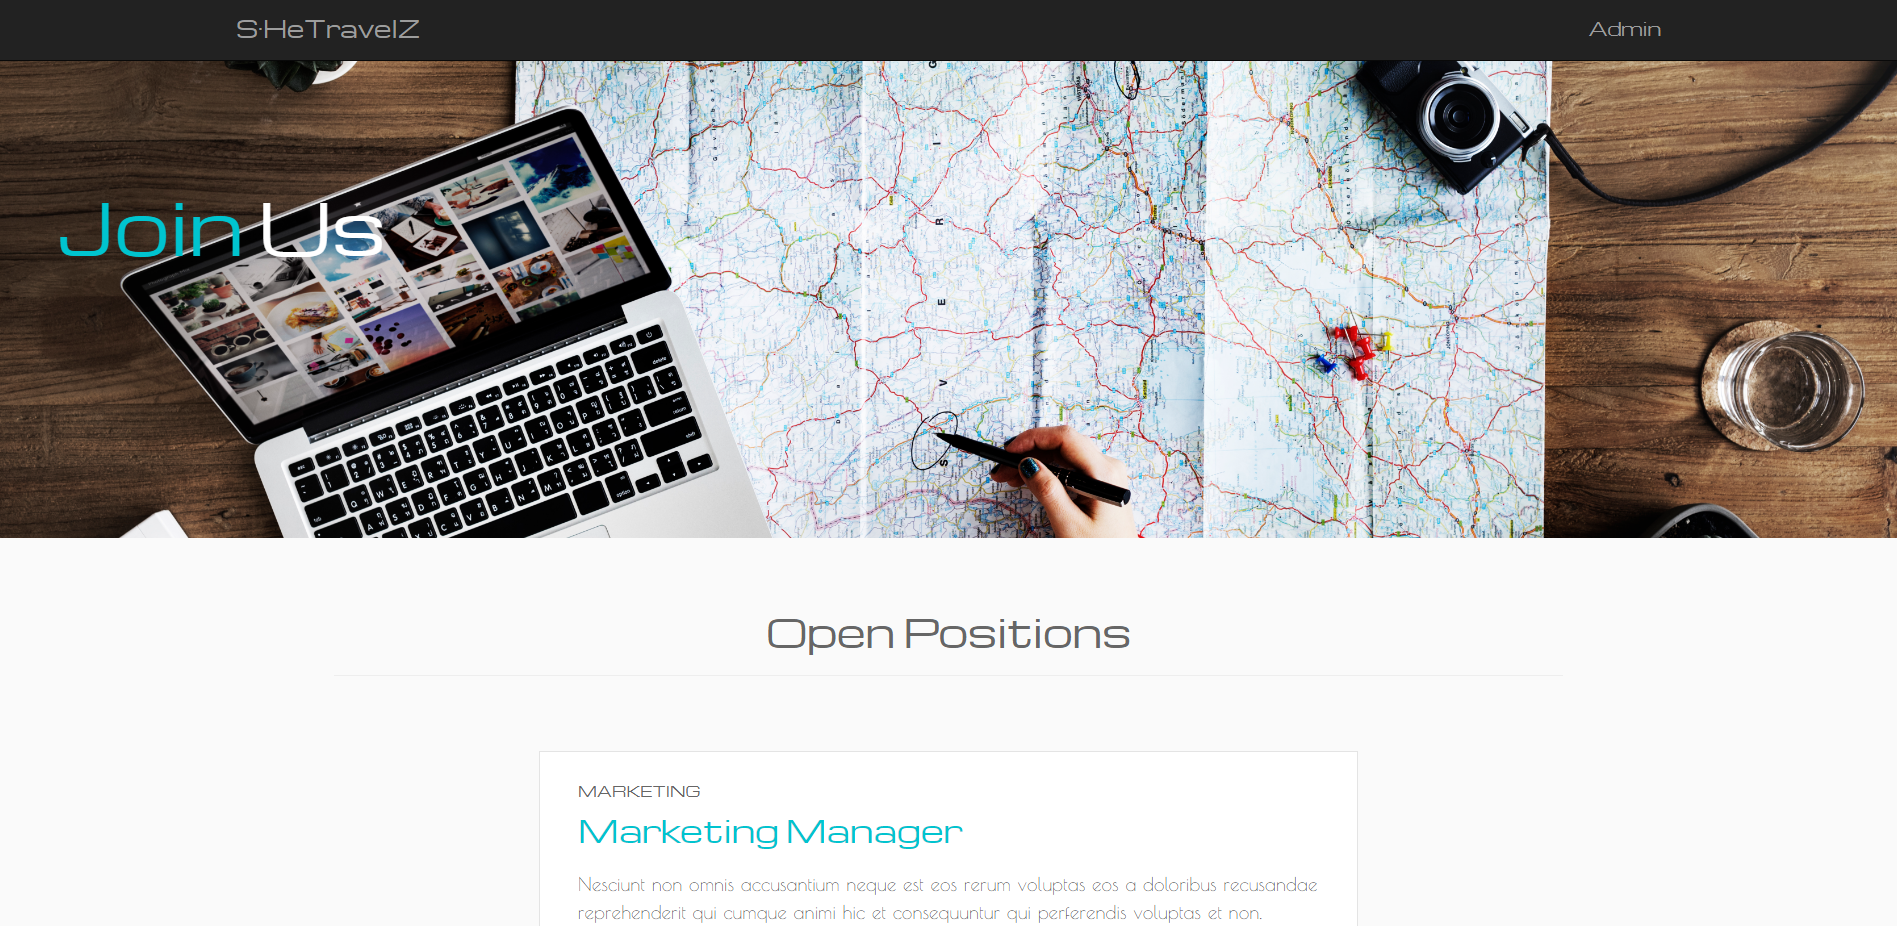 S·HeTravelZ
Admin
Join Us
Open Positions
MARKETING
Marketing Manager
Nesciunt non omnis accusantium neque est eos rerum voluptas eos a doloribus recusandae
reprehenderit qui cumque animi hic et consequuntur qui perferendis voluptas et non.